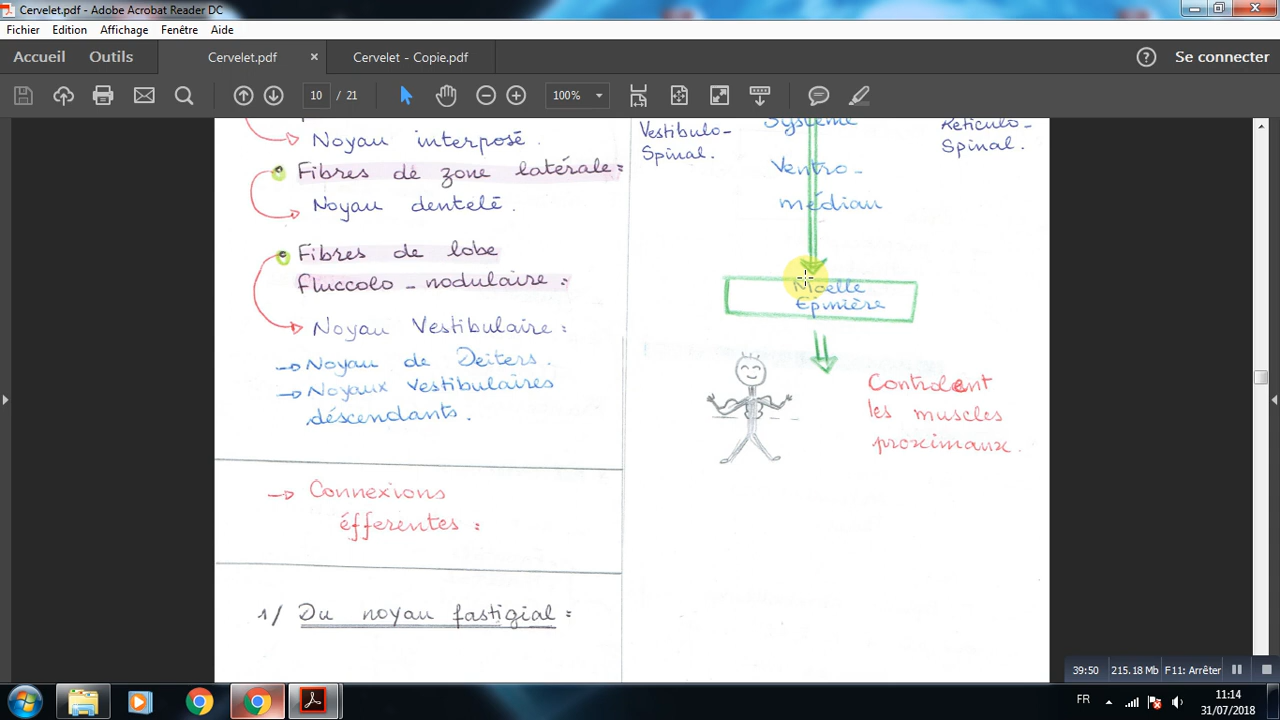 Cervelet.pdf - Adobe Acrobat Reader DC
Fichier Edition Affichage Fenêtre Aide
Accueil Outils Cervelet.pdf × Cervelet - Copie.pdf ? Se connecter
10 / 21 100%
Noyau interposé.
Fibres de zone latérale :
Noyau dentelé.
Fibres de lobe
fluccolo - nodulaire :
Noyau Vestibulaire :
→ Noyau de Deiters.
→ Noyaux Vestibulaires
déscendants.
→ Connexions
éfferentes :
1/ Du noyau fastigial :
Vestibulo-
Spinal.
Système
Ventro-
médian
Réticulo-
Spinal.
Moelle
Epinière
Controlent
les muscles
proximaux.
39:50 215.18 Mb F11: Arrêter
FR 11:14
31/07/2018